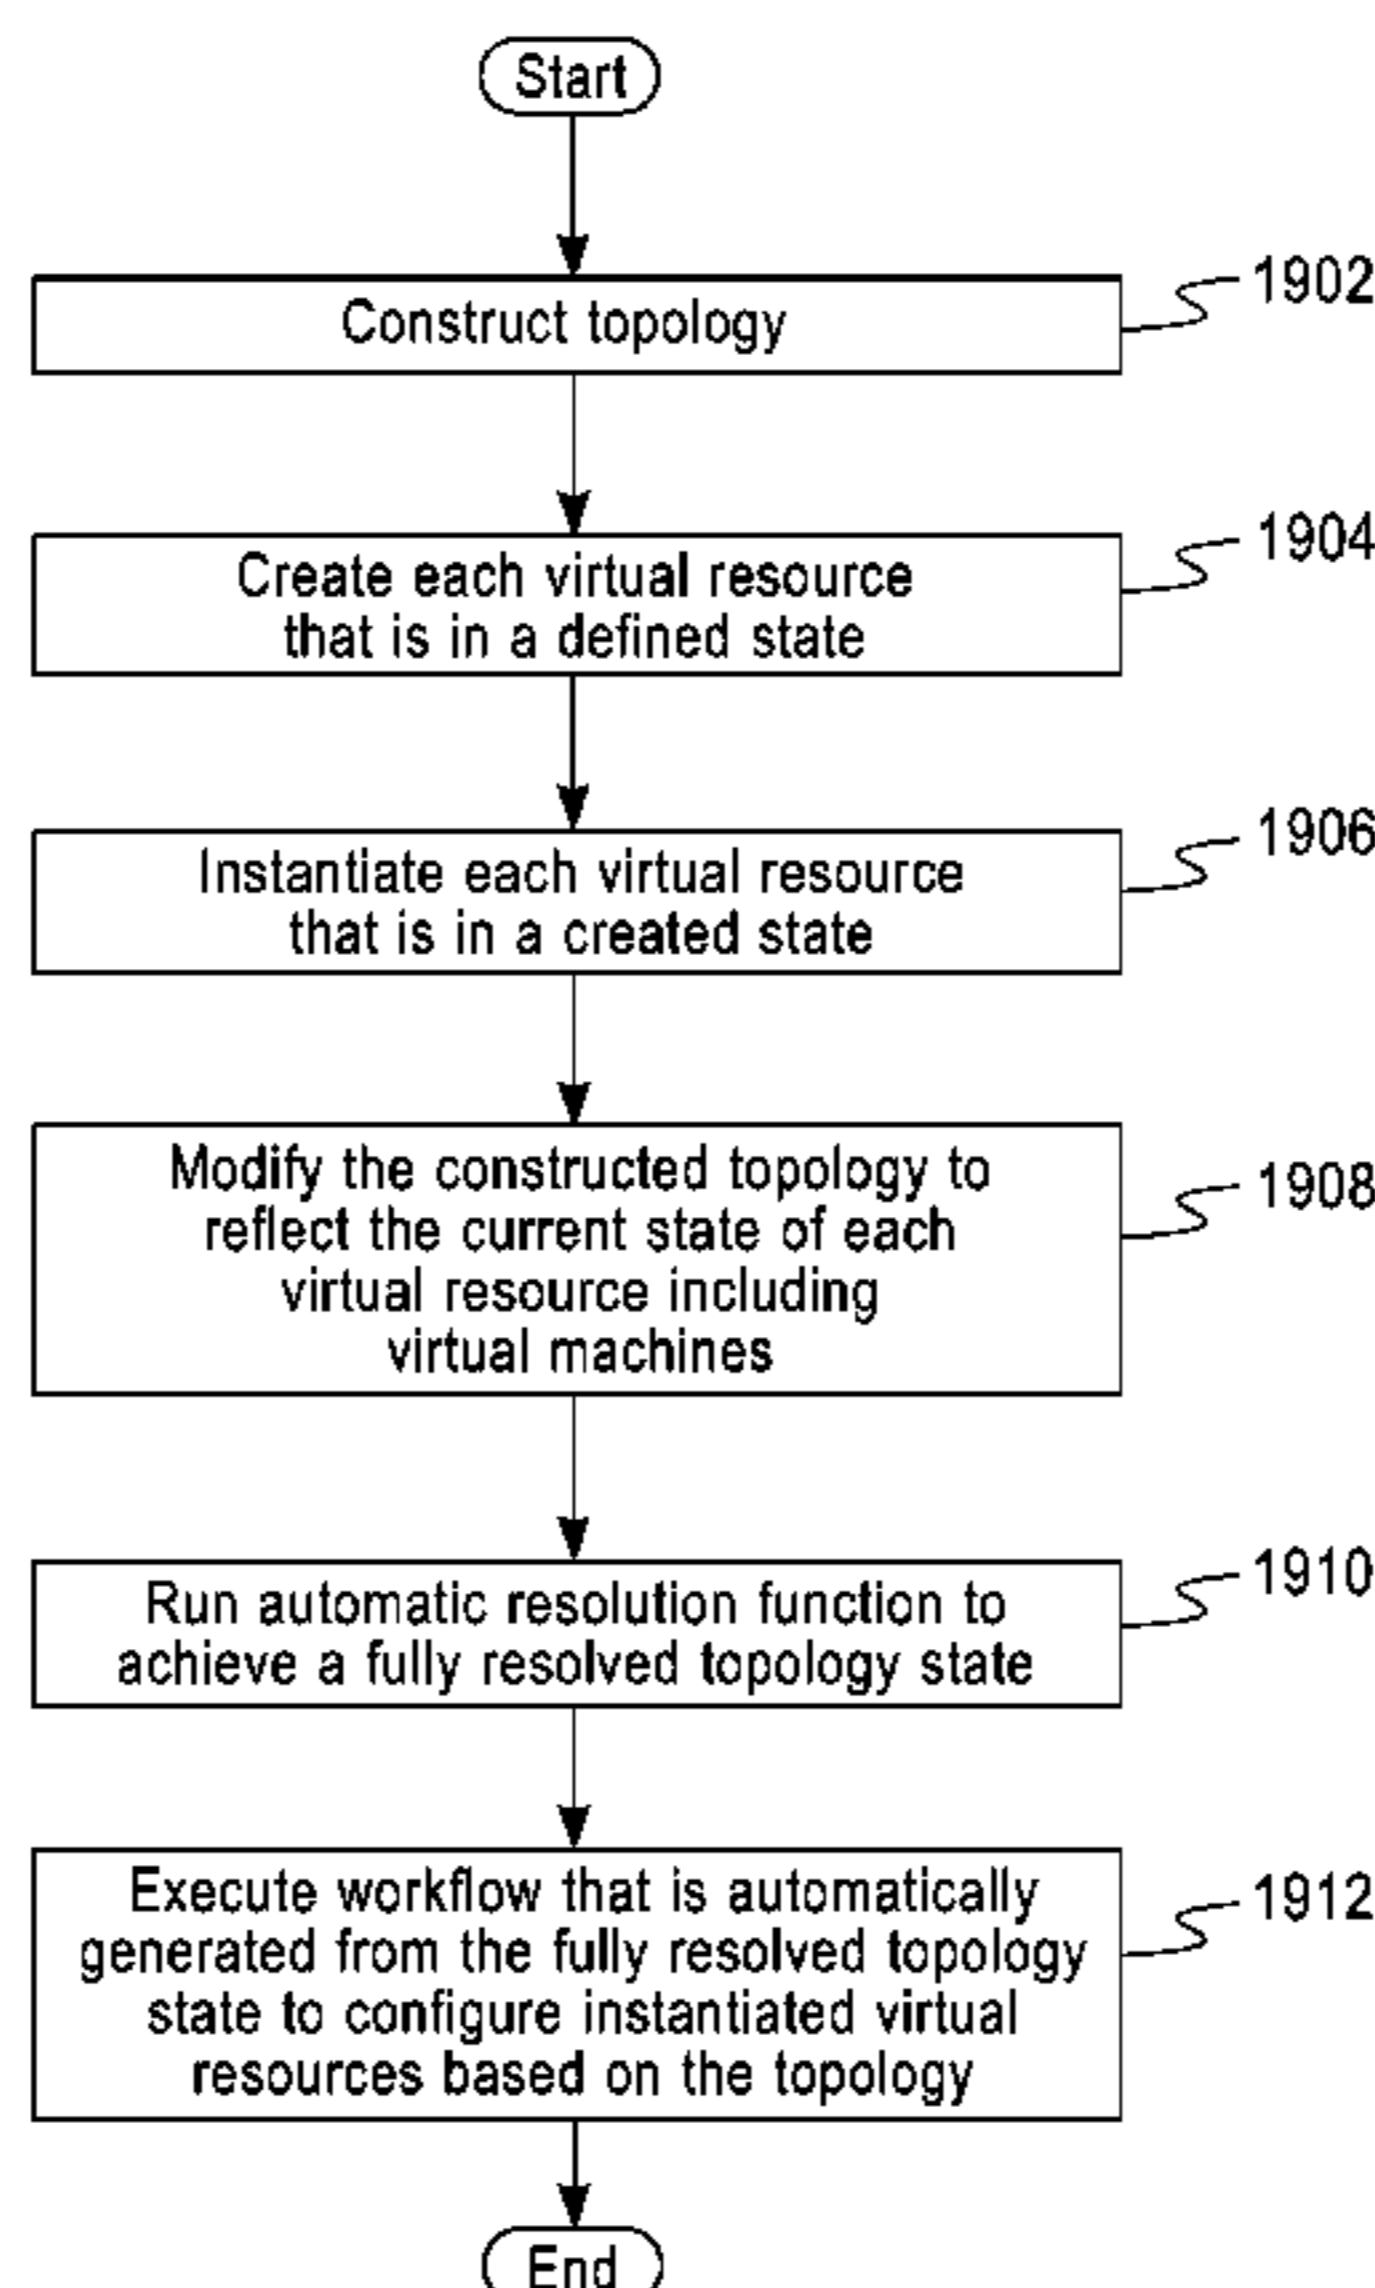 Start
Construct topology
1902
Create each virtual resource
that is in a defined state
1904
Instantiate each virtual resource
that is in a created state
1906
Modify the constructed topology to
reflect the current state of each
virtual resource including
virtual machines
1908
Run automatic resolution function to
achieve a fully resolved topology state
1910
Execute workflow that is automatically
generated from the fully resolved topology
state to configure instantiated virtual
resources based on the topology
1912
End